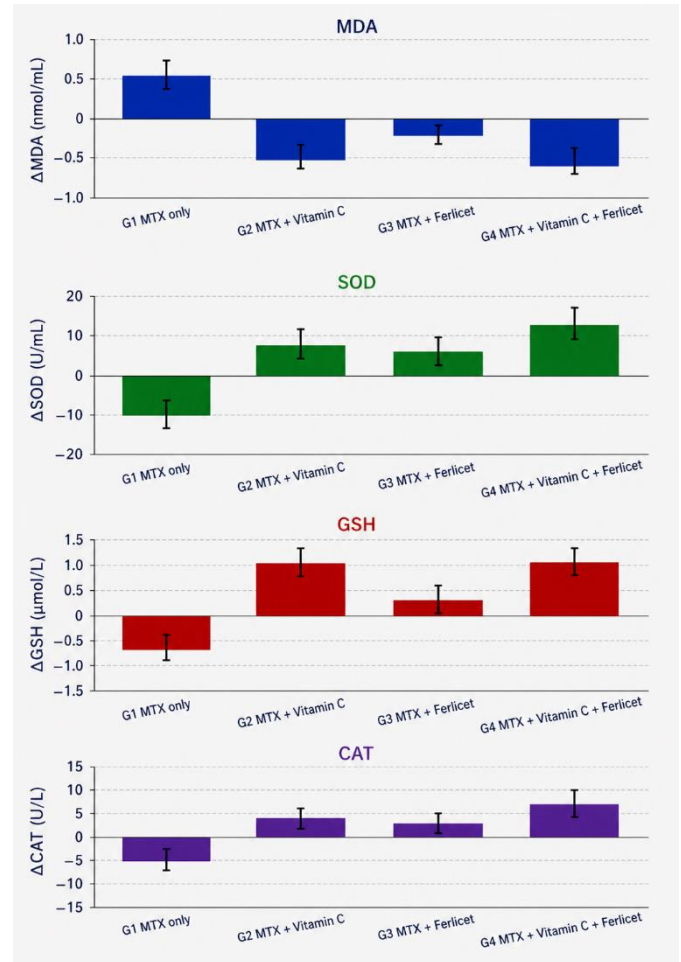 MDA
ΔMDA (nmol/mL)
1.0
0.5
0
−0.5
−1.0
G1 MTX only
G2 MTX + Vitamin C
G3 MTX + Ferlicet
G4 MTX + Vitamin C + Ferlicet
SOD
ΔSOD (U/mL)
20
10
0
−10
−20
G1 MTX only
G2 MTX + Vitamin C
G3 MTX + Ferlicet
G4 MTX + Vitamin C + Ferlicet
GSH
ΔGSH (µmol/L)
1.5
1.0
0.5
0
−0.5
−1.0
−1.5
G1 MTX only
G2 MTX + Vitamin C
G3 MTX + Ferlicet
G4 MTX + Vitamin C + Ferlicet
CAT
ΔCAT (U/L)
15
10
5
0
−5
−10
−15
G1 MTX only
G2 MTX + Vitamin C
G3 MTX + Ferlicet
G4 MTX + Vitamin C + Ferlicet